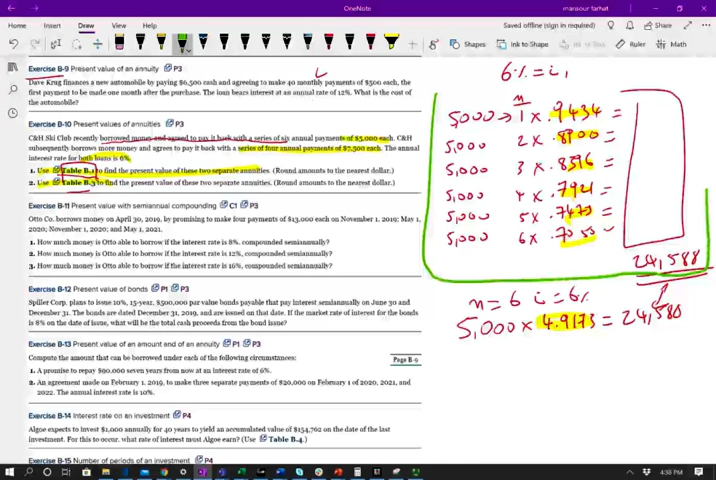 OneNote
mansour farhat
Home Insert Draw View Help
Saved offline (sign in required) Share
Shapes Ink to Shape Ink to Text Ruler Math
Exercise B-9 Present value of an annuity P3
Dave Krug finances a new automobile by paying $6,500 cash and agreeing to make 40 monthly payments of $500 each, the
first payment to be made one month after the purchase. The loan bears interest at an annual rate of 12%. What is the cost of
the automobile?
Exercise B-10 Present values of annuities P3
C&H Ski Club recently borrowed money and agreed to pay it back with a series of six annual payments of $5,000 each. C&H
subsequently borrows more money and agrees to pay it back with a series of four annual payments of $7,500 each. The annual
interest rate for both loans is 6%.
1. Use Table B.1 to find the present value of these two separate annuities. (Round amounts to the nearest dollar.)
2. Use Table B.3 to find the present value of these two separate annuities. (Round amounts to the nearest dollar.)
Exercise B-11 Present value with semiannual compounding C1 P3
Otto Co. borrows money on April 30, 2019, by promising to make four payments of $13,000 each on November 1, 2019; May 1,
2020; November 1, 2020; and May 1, 2021.
1. How much money is Otto able to borrow if the interest rate is 8%, compounded semiannually?
2. How much money is Otto able to borrow if the interest rate is 12%, compounded semiannually?
3. How much money is Otto able to borrow if the interest rate is 16%, compounded semiannually?
Exercise B-12 Present value of bonds P1 P3
Spiller Corp. plans to issue 10%, 15-year, $500,000 par value bonds payable that pay interest semiannually on June 30 and
December 31. The bonds are dated December 31, 2019, and are issued on that date. If the market rate of interest for the bonds
is 8% on the date of issue, what will be the total cash proceeds from the bond issue?
Exercise B-13 Present value of an amount and of an annuity P1 P3
Compute the amount that can be borrowed under each of the following circumstances:
Page B-9
1. A promise to repay $90,000 seven years from now at an interest rate of 6%.
2. An agreement made on February 1, 2019, to make three separate payments of $20,000 on February 1 of 2020, 2021, and
2022. The annual interest rate is 10%.
Exercise B-14 Interest rate on an investment P4
Algoe expects to invest $1,000 annually for 40 years to yield an accumulated value of $154,762 on the date of the last
investment. For this to occur, what rate of interest must Algoe earn? (Use Table B.4.)
Exercise B-15 Number of periods of an investment P4
6% = i,
n
5,000 → 1 x .9434 =
5,000 2 x .8900 =
5,000 3 x .8396 =
5,000 4 x .7921 =
5,000 5 x .7473 =
5,000 6 x .7050 =
24,588
n = 6 i = 6%
5,000 x 4.9173 = 24,580
4:38 PM